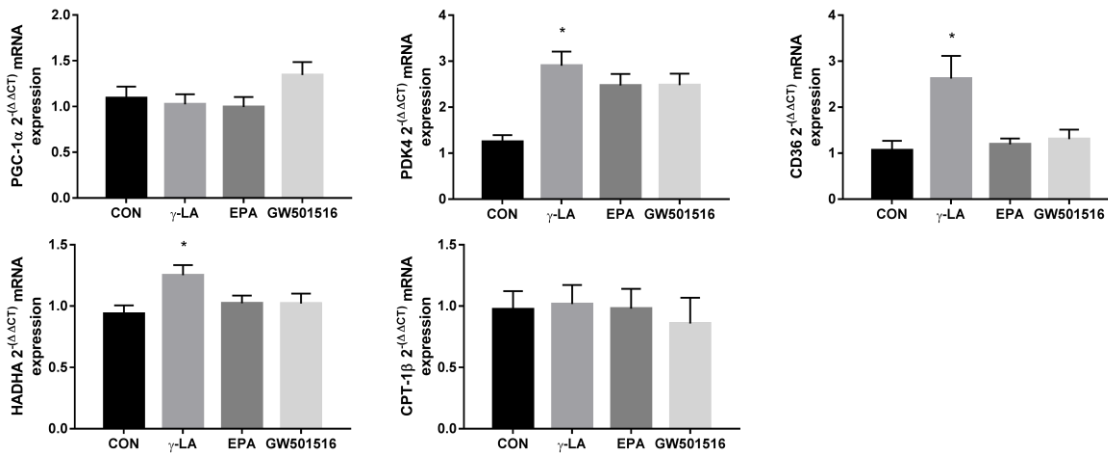 PGC-1α 2-(ΔΔCT) mRNA
expression
2.0
1.5
1.0
0.5
0.0
CON γ-LA EPA GW501516
PDK4 2-(ΔΔCT) mRNA
expression
4
3
2
1
0
*
CON γ-LA EPA GW501516
CD36 2-(ΔΔCT) mRNA
expression
4
3
2
1
0
*
CON γ-LA EPA GW501516
HADHA 2-(ΔΔCT) mRNA
expression
1.5
1.0
0.5
0.0
*
CON γ-LA EPA GW501516
CPT-1β 2-(ΔΔCT) mRNA
expression
1.5
1.0
0.5
0.0
CON γ-LA EPA GW501516